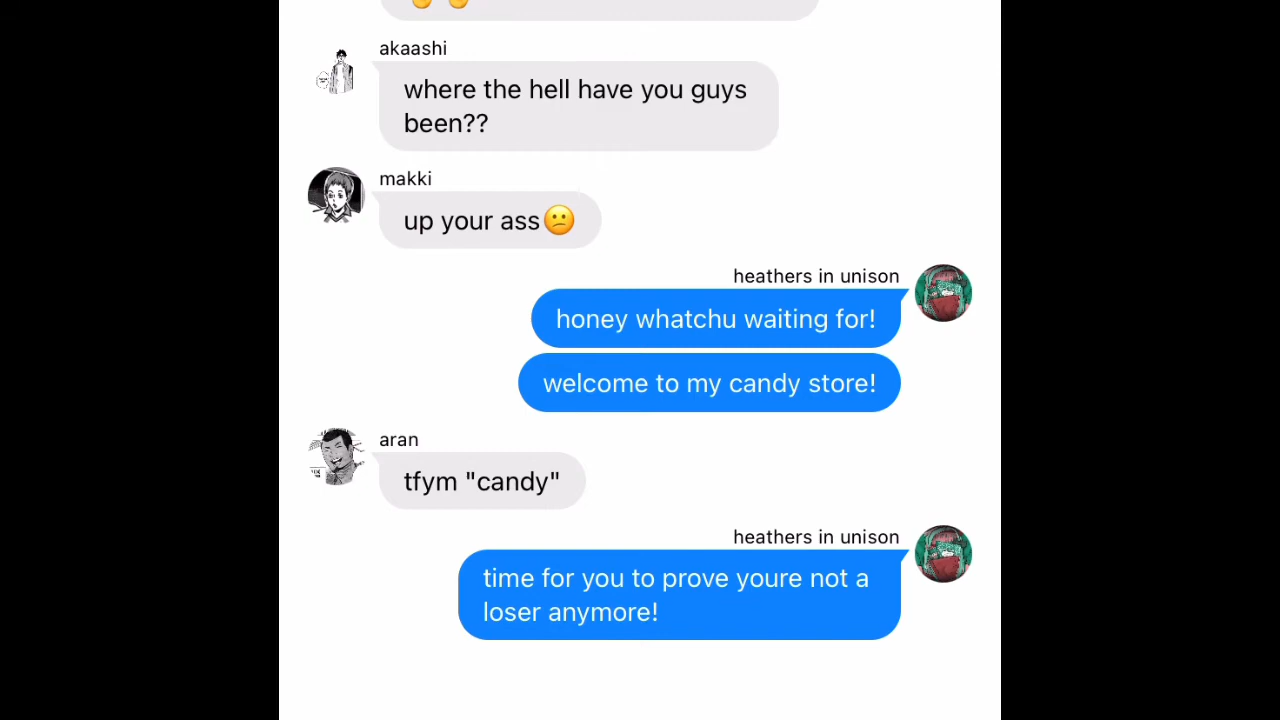 akaashi
where the hell have you guys
been??
makki
up your ass😕
heathers in unison
honey whatchu waiting for!
welcome to my candy store!
aran
tfym "candy"
heathers in unison
time for you to prove youre not a
loser anymore!